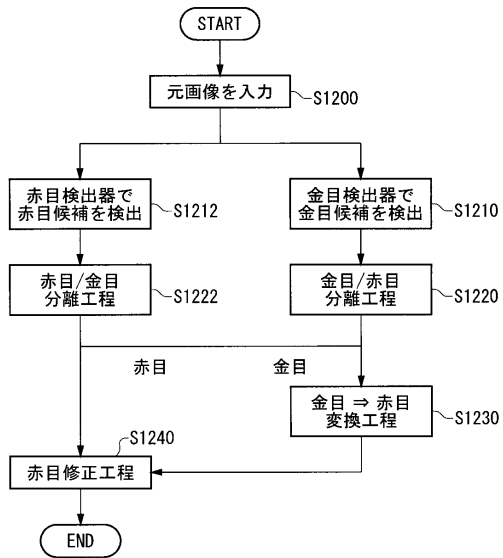 START
元画像を入力
S1200
赤目検出器で
赤目候補を検出
S1212
金目検出器で
金目候補を検出
S1210
赤目/金目
分離工程
S1222
金目/赤目
分離工程
S1220
赤目
金目
金目 ⇒ 赤目
変換工程
S1230
S1240
赤目修正工程
END